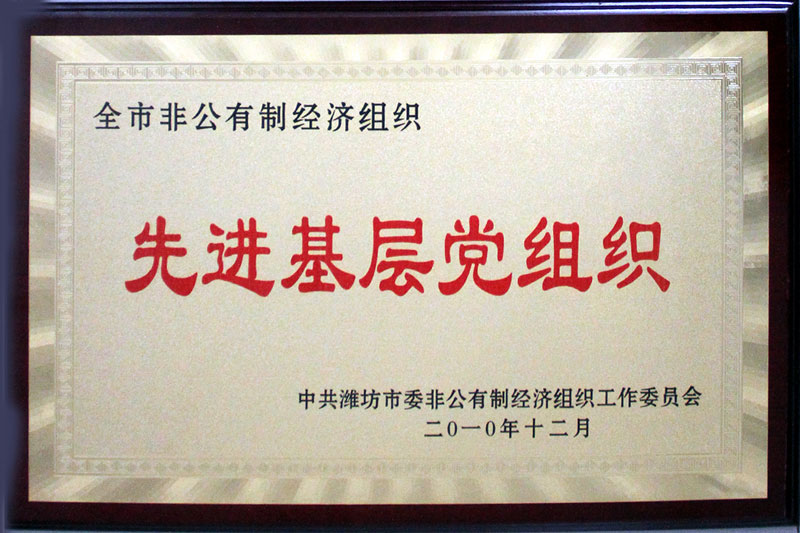 全市非公有制经济组织
先进基层党组织
中共潍坊市委非公有制经济组织工作委员会
二0一0年十二月